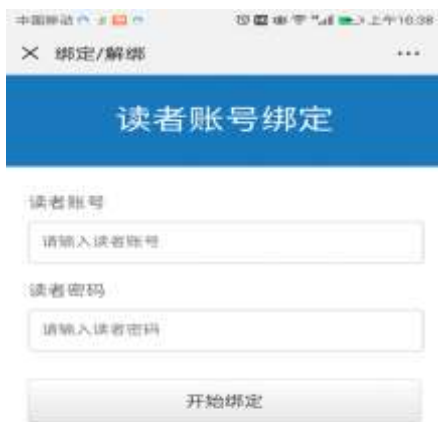 中国移动 上午10:38
绑定/解绑
读者账号绑定
读者账号
请输入读者账号
读者密码
请输入读者密码
开始绑定